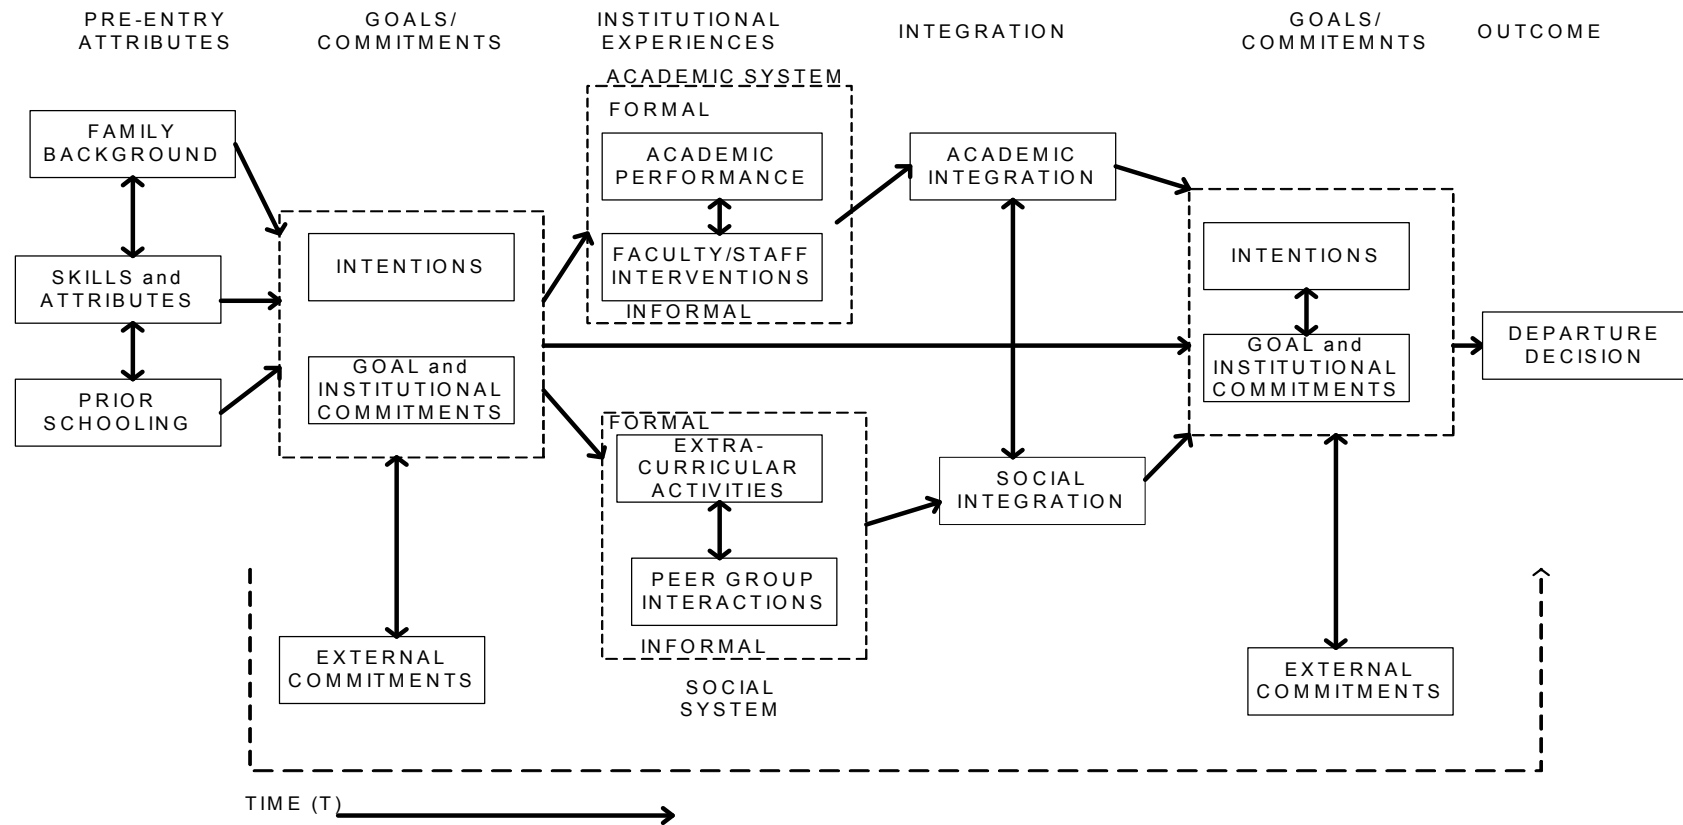 PRE-ENTRY
ATTRIBUTES
GOALS/
COMMITMENTS
INSTITUTIONAL
EXPERIENCES
INTEGRATION
GOALS/
COMMITEMNTS
OUTCOME
ACADEMIC SYSTEM
FORMAL
FAMILY
BACKGROUND
ACADEMIC
PERFORMANCE
ACADEMIC
INTEGRATION
SKILLS and
ATTRIBUTES
INTENTIONS
FACULTY/STAFF
INTERVENTIONS
INFORMAL
INTENTIONS
PRIOR
SCHOOLING
GOAL and
INSTITUTIONAL
COMMITMENTS
GOAL and
INSTITUTIONAL
COMMITMENTS
DEPARTURE
DECISION
FORMAL
EXTRA-
CURRICULAR
ACTIVITIES
SOCIAL
INTEGRATION
PEER GROUP
INTERACTIONS
INFORMAL
EXTERNAL
COMMITMENTS
SOCIAL
SYSTEM
EXTERNAL
COMMITMENTS
TIME (T)